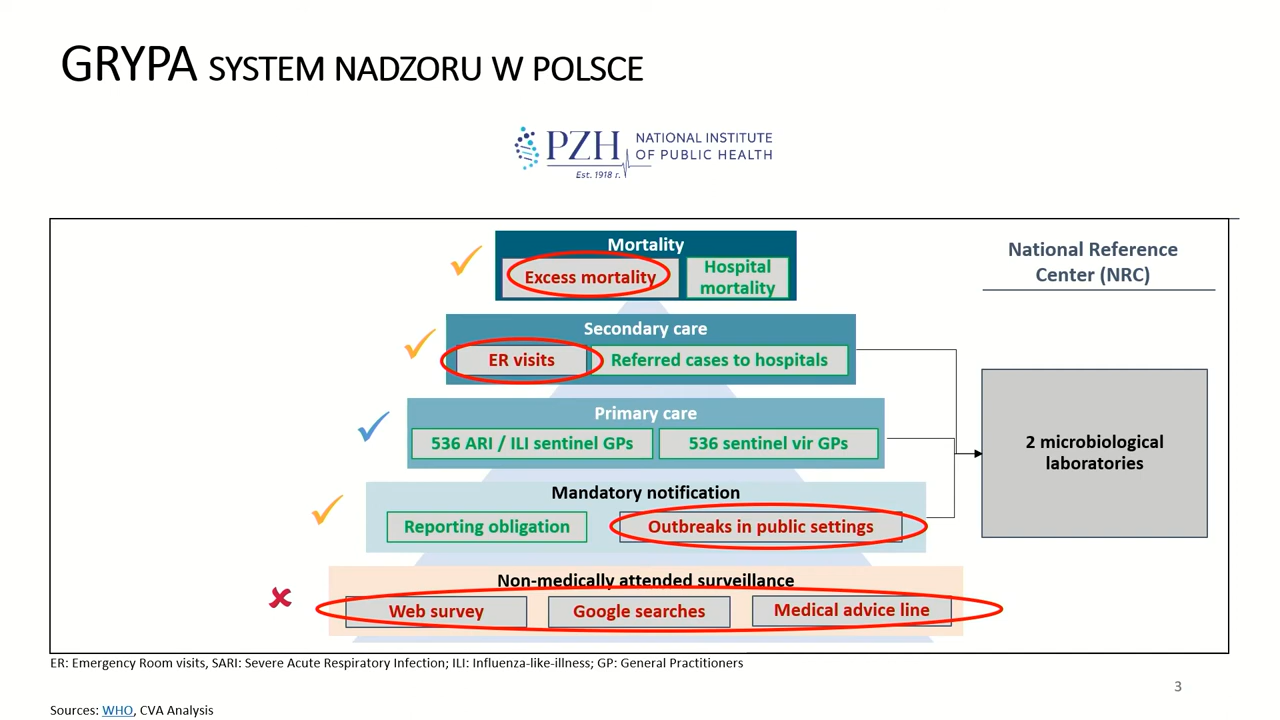 GRYPA SYSTEM NADZORU W POLSCE
PZH
NATIONAL INSTITUTE
OF PUBLIC HEALTH
Est. 1918 r.
Mortality
Excess mortality
Hospital
mortality
National Reference
Center (NRC)
Secondary care
ER visits
Referred cases to hospitals
Primary care
536 ARI / ILI sentinel GPs
536 sentinel vir GPs
2 microbiological
laboratories
Mandatory notification
Reporting obligation
Outbreaks in public settings
Non-medically attended surveillance
Web survey
Google searches
Medical advice line
ER: Emergency Room visits, SARI: Severe Acute Respiratory Infection; ILI: Influenza-like-illness; GP: General Practitioners
3
Sources: WHO, CVA Analysis